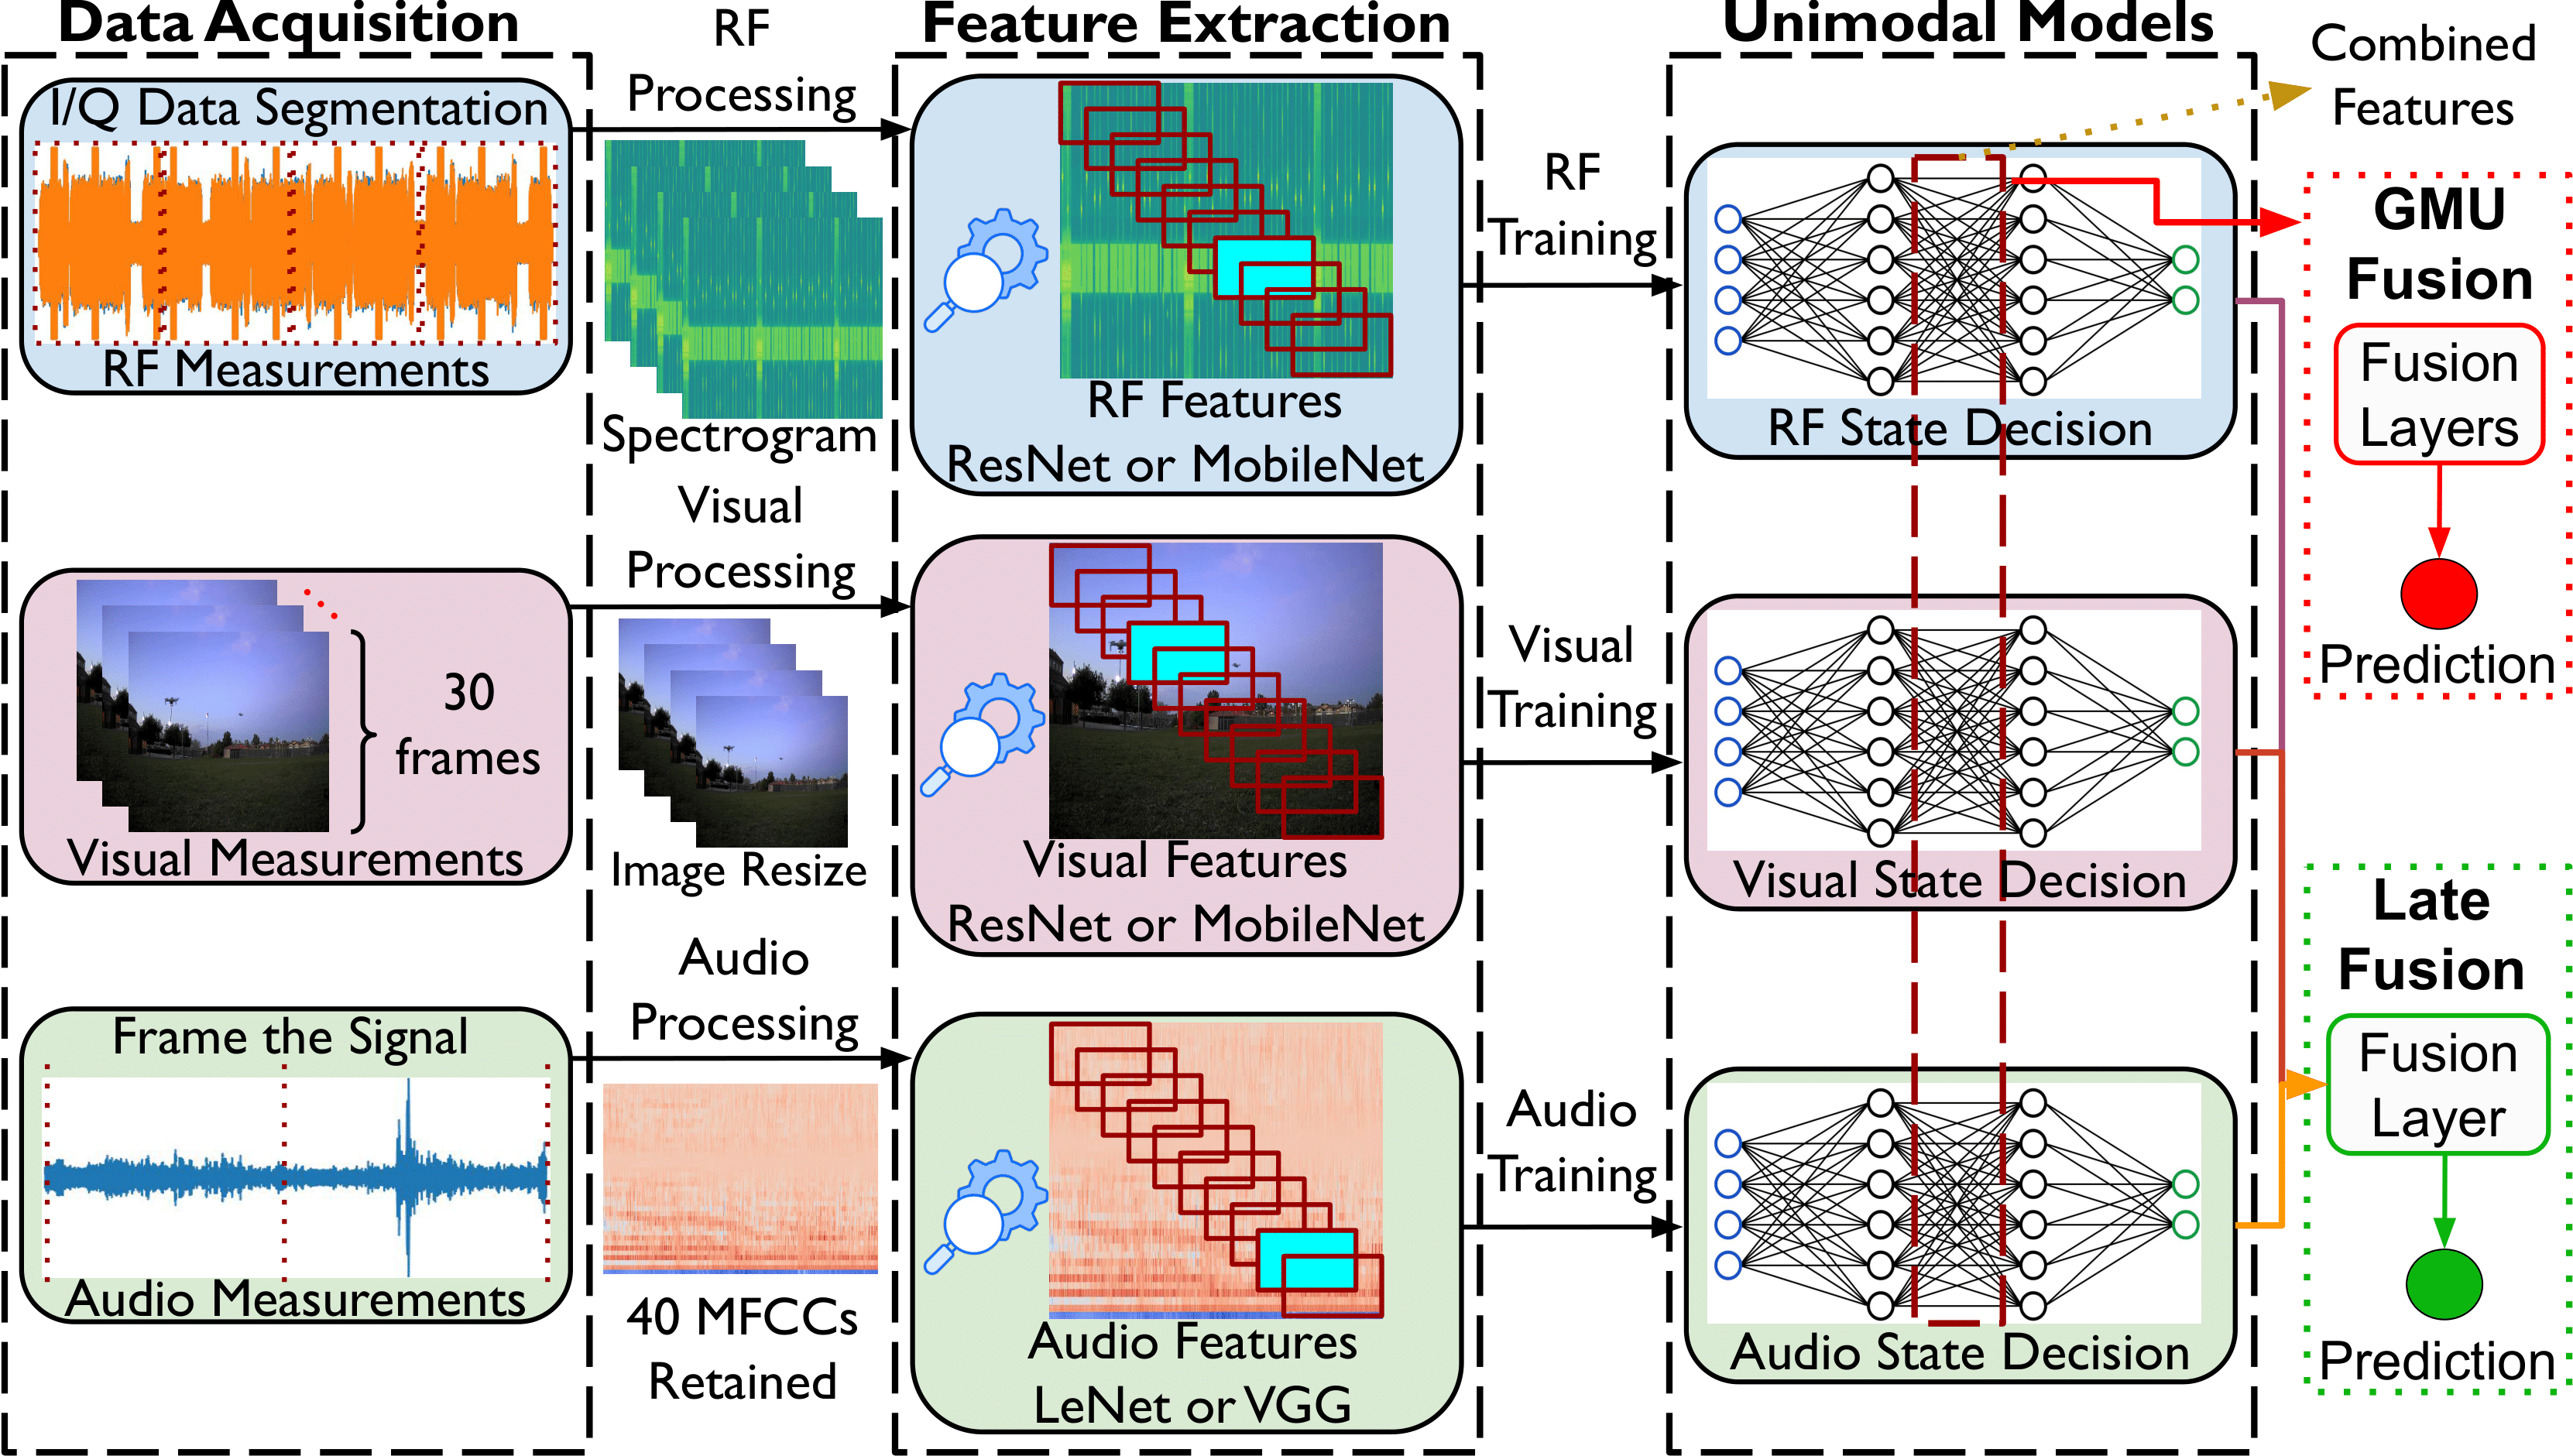 Data Acquisition
I/Q Data Segmentation
RF Measurements
30
frames
Visual Measurements
Frame the Signal
Audio Measurements
RF
Processing
Spectrogram
Visual
Processing
Image Resize
Audio
Processing
40 MFCCs
Retained
Feature Extraction
RF Features
ResNet or MobileNet
Visual Features
ResNet or MobileNet
Audio Features
LeNet or VGG
RF
Training
Visual
Training
Audio
Training
Unimodal Models
RF State Decision
Visual State Decision
Audio State Decision
Combined
Features
GMU
Fusion
Fusion
Layers
Prediction
Late
Fusion
Fusion
Layer
Prediction